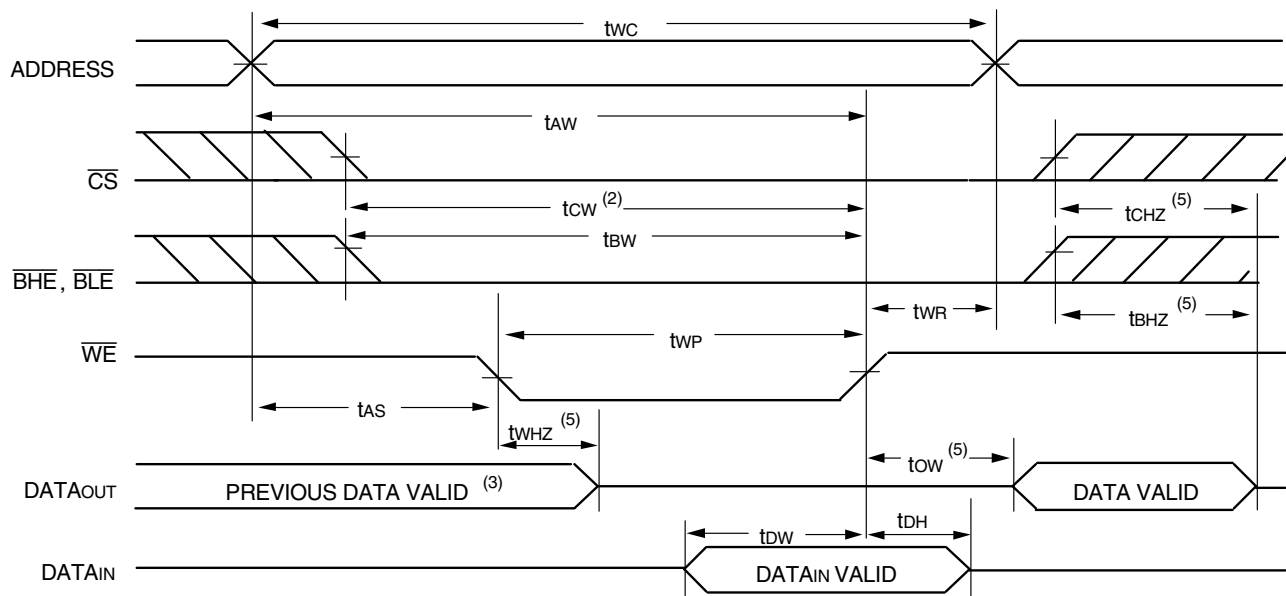 tWC
ADDRESS
tAW
CS
tCW (2)
tCHZ (5)
tBW
BHE, BLE
tWR
tBHZ (5)
tWP
WE
tAS
tWHZ (5)
tOW (5)
DATAOUT
PREVIOUS DATA VALID (3)
DATA VALID
tDW
tDH
DATAIN
DATAIN VALID